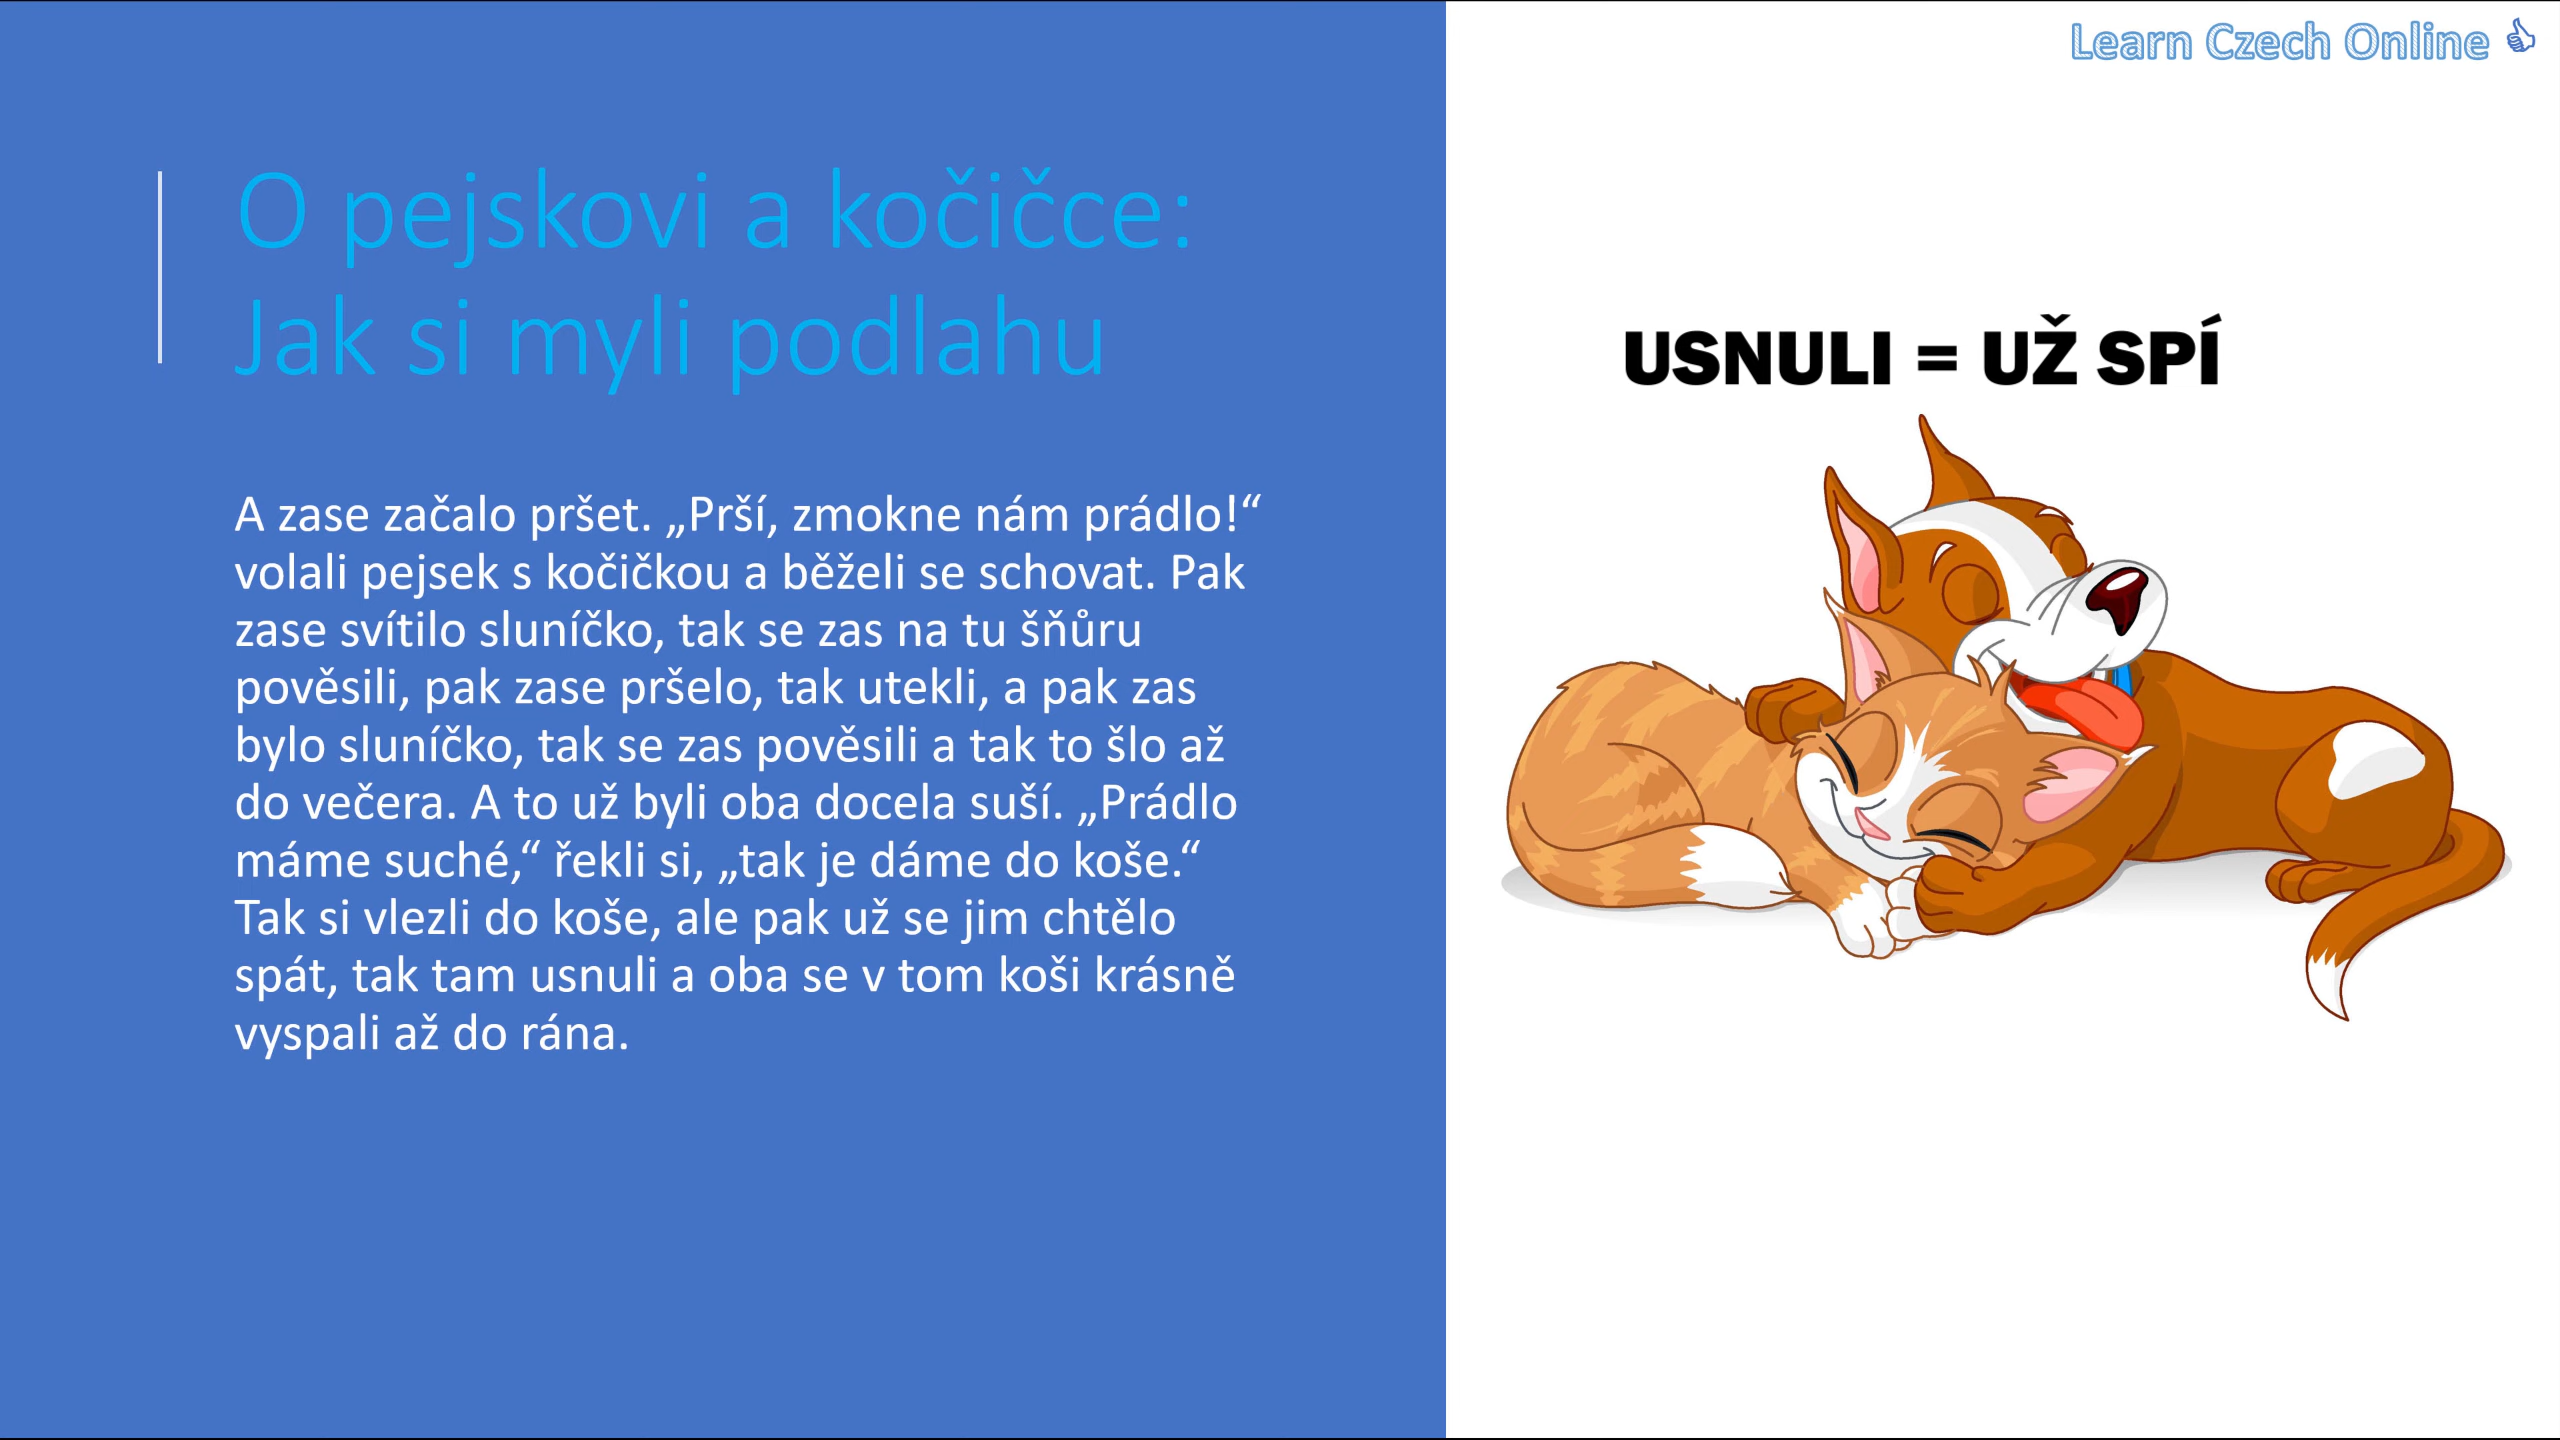 Learn Czech Online
O pejskovi a kočičce:
Jak si myli podlahu
A zase začalo pršet. „Prší, zmokne nám prádlo!“
volali pejsek s kočičkou a běželi se schovat. Pak
zase svítilo sluníčko, tak se zas na tu šňůru
pověsili, pak zase pršelo, tak utekli, a pak zas
bylo sluníčko, tak se zas pověsili a tak to šlo až
do večera. A to už byli oba docela suší. „Prádlo
máme suché,“ řekli si, „tak je dáme do koše.“
Tak si vlezli do koše, ale pak už se jim chtělo
spát, tak tam usnuli a oba se v tom koši krásně
vyspali až do rána.
USNULI = UŽ SPÍ